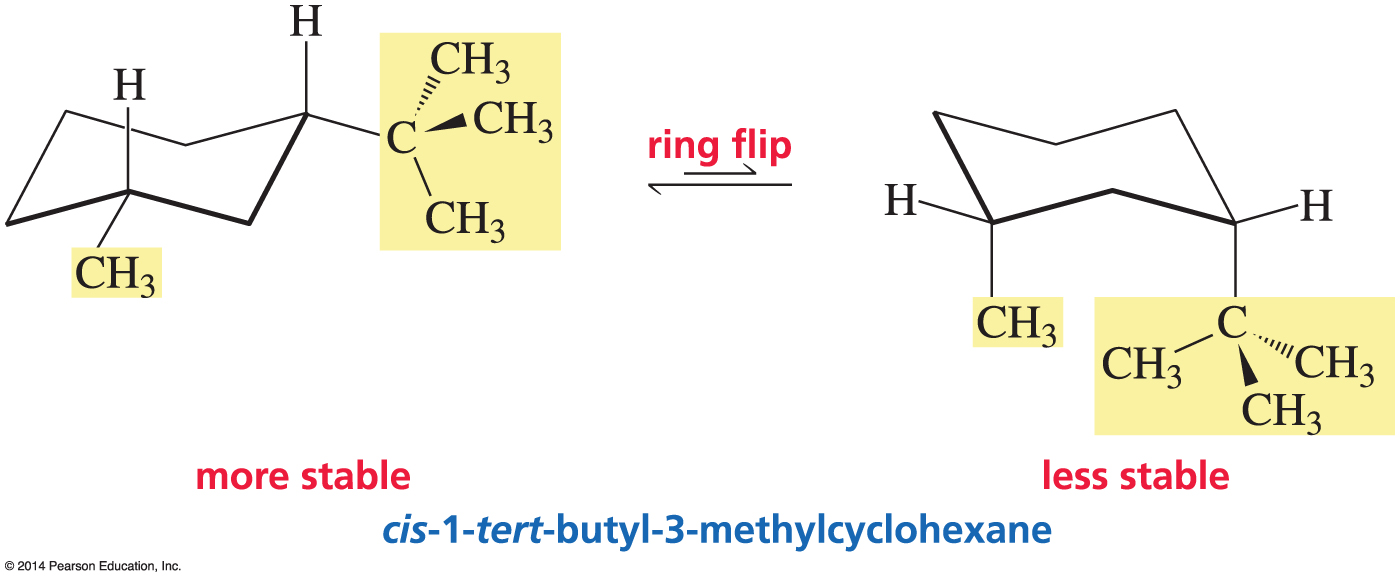 H
H
CH3
CH3
C
CH3
CH3
ring flip
H
H
CH3
C
CH3
CH3
CH3
more stable
less stable
cis-1-tert-butyl-3-methylcyclohexane
© 2014 Pearson Education, Inc.